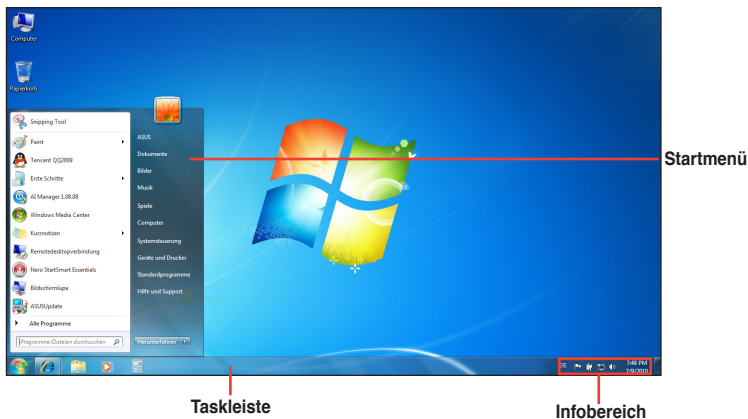 Computer
Papierkorb
Snipping Tool
Paint
Tencent QQ2009
Erste Schritte
AI Manager 1.08.08
Windows Media Center
Kurznotizen
Remotedesktopverbindung
Nero StartSmart Essentials
Bildschirmlupe
ASUSUpdate
Alle Programme
Programme/Dateien durchsuchen
ASUS
Dokumente
Bilder
Musik
Spiele
Computer
Systemsteuerung
Geräte und Drucker
Standardprogramme
Hilfe und Support
Herunterfahren
Startmenü
DE
7:48 PM
7/9/2010
Taskleiste
Infobereich